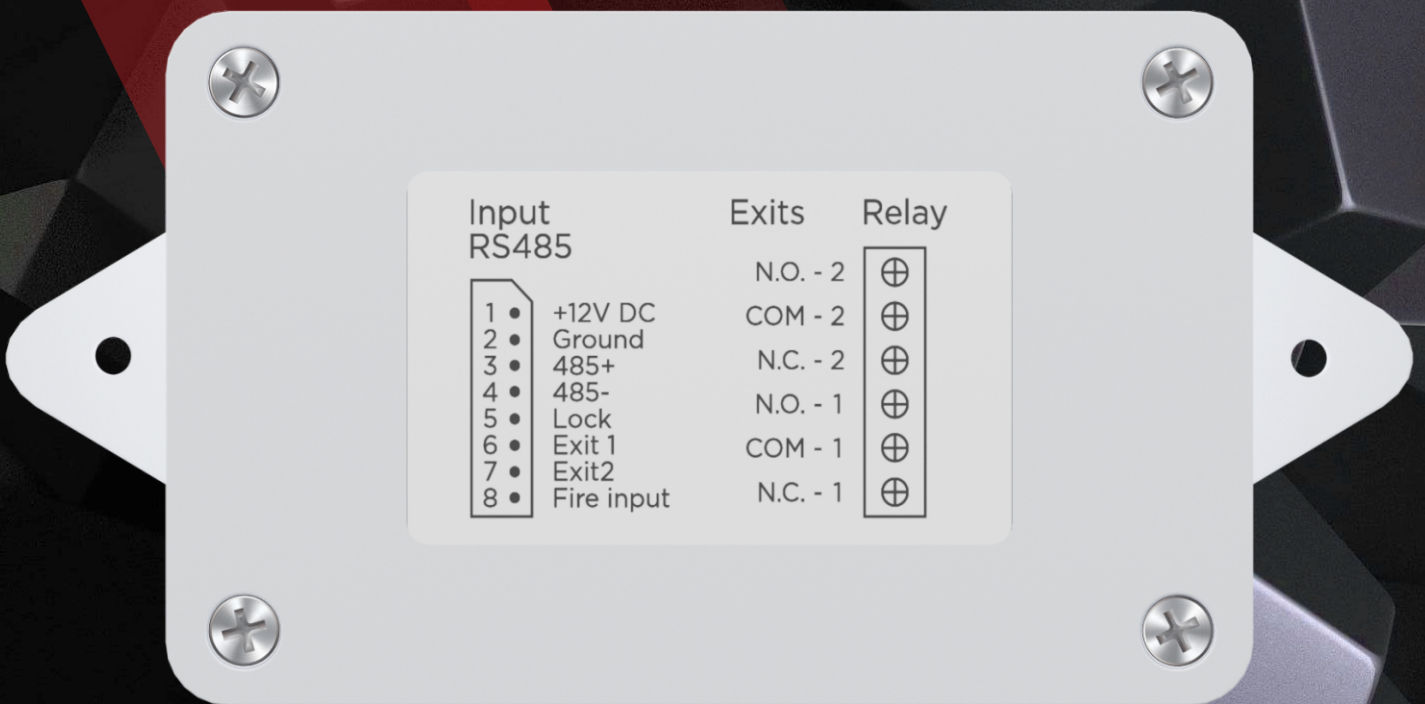 Input
RS485
1 +12V DC
2 Ground
3 485+
4 485-
5 Lock
6 Exit 1
7 Exit2
8 Fire input
Exits Relay
N.O. - 2
COM - 2
N.C. - 2
N.O. - 1
COM - 1
N.C. - 1